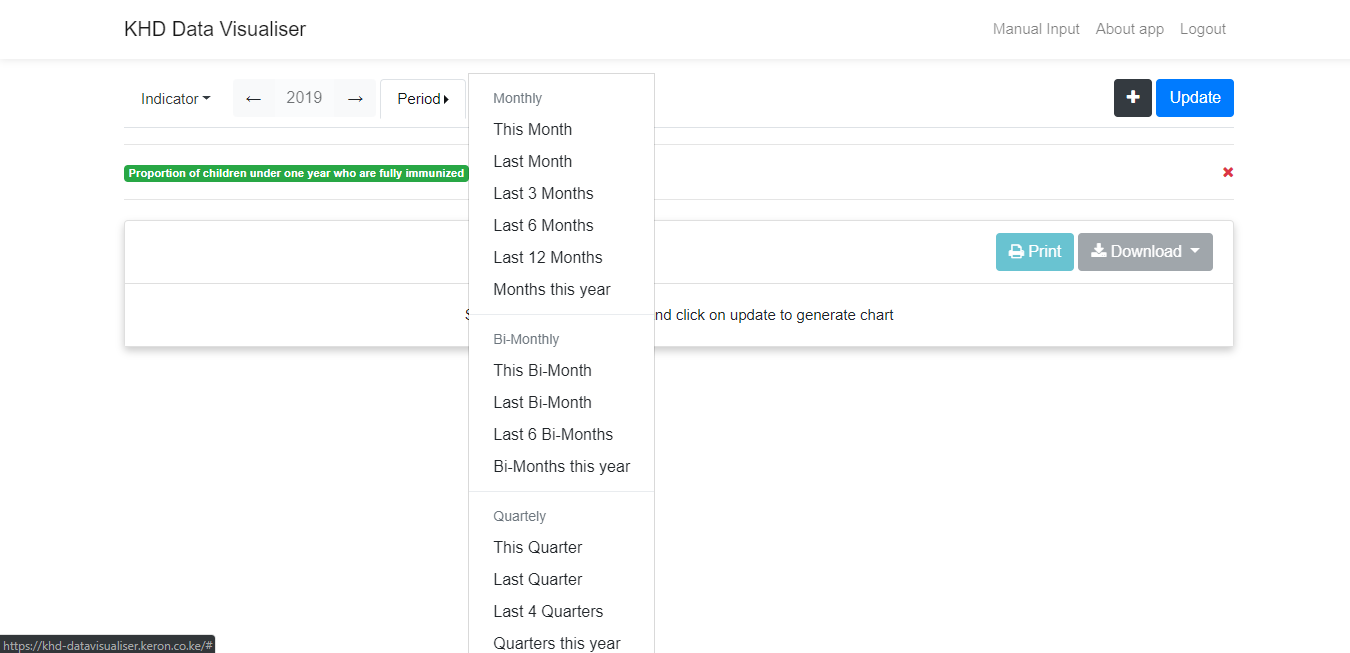 KHD Data Visualiser
Manual Input
About app
Logout
Indicator
←
2019
→
Period
+
Update
Proportion of children under one year who are fully immunized
Print
Download
nd click on update to generate chart
Monthly
This Month
Last Month
Last 3 Months
Last 6 Months
Last 12 Months
Months this year
Bi-Monthly
This Bi-Month
Last Bi-Month
Last 6 Bi-Months
Bi-Months this year
Quartely
This Quarter
Last Quarter
Last 4 Quarters
Quarters this year
https://khd-datavisualiser.keron.co.ke/#